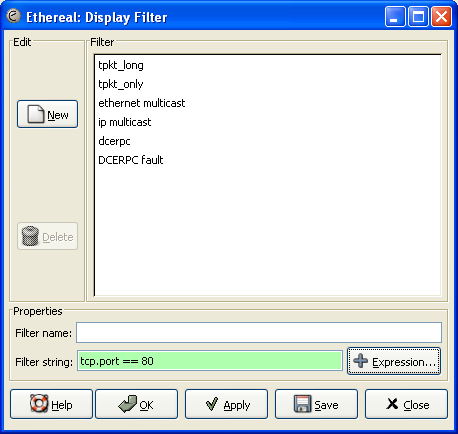 Ethereal: Display Filter
Edit
Filter
New
Delete
tpkt_long
tpkt_only
ethernet multicast
ip multicast
dcerpc
DCERPC fault
Properties
Filter name:
Filter string: tcp.port == 80 Expression...
Help OK Apply Save Close